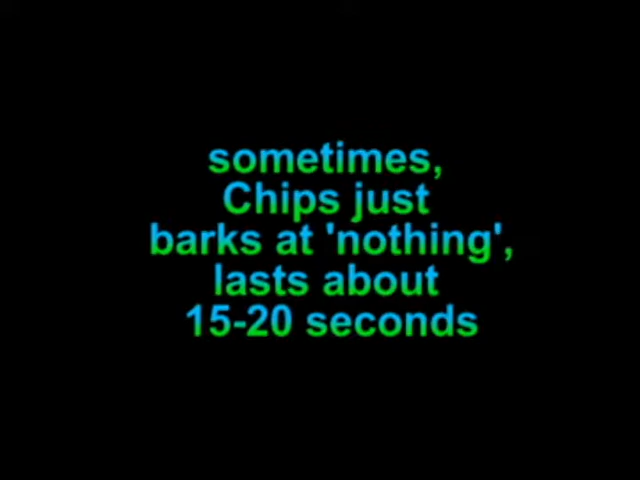 sometimes,
Chips just
barks at 'nothing',
lasts about
15-20 seconds